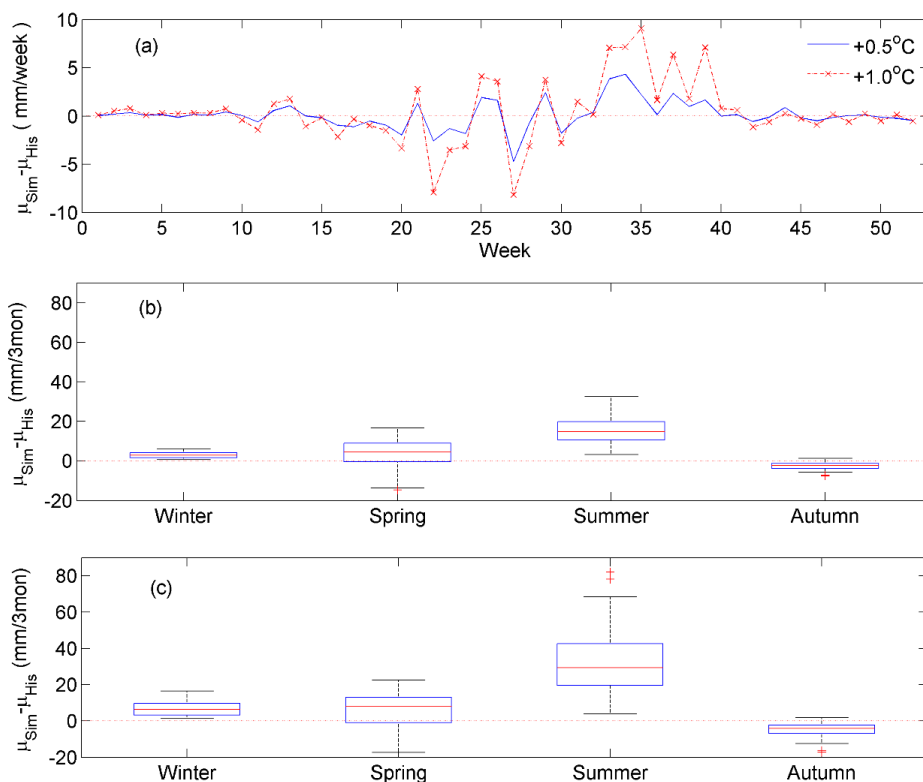 (a)
μSim-μHis ( mm/week)
10
5
0
-5
-10
+0.5°C
+1.0°C
0 5 10 15 20 25 30 35 40 45 50
Week
(b)
μSim-μHis (mm/3mon)
80
60
40
20
0
-20
Winter Spring Summer Autumn
(c)
μSim-μHis (mm/3mon)
80
60
40
20
0
-20
Winter Spring Summer Autumn